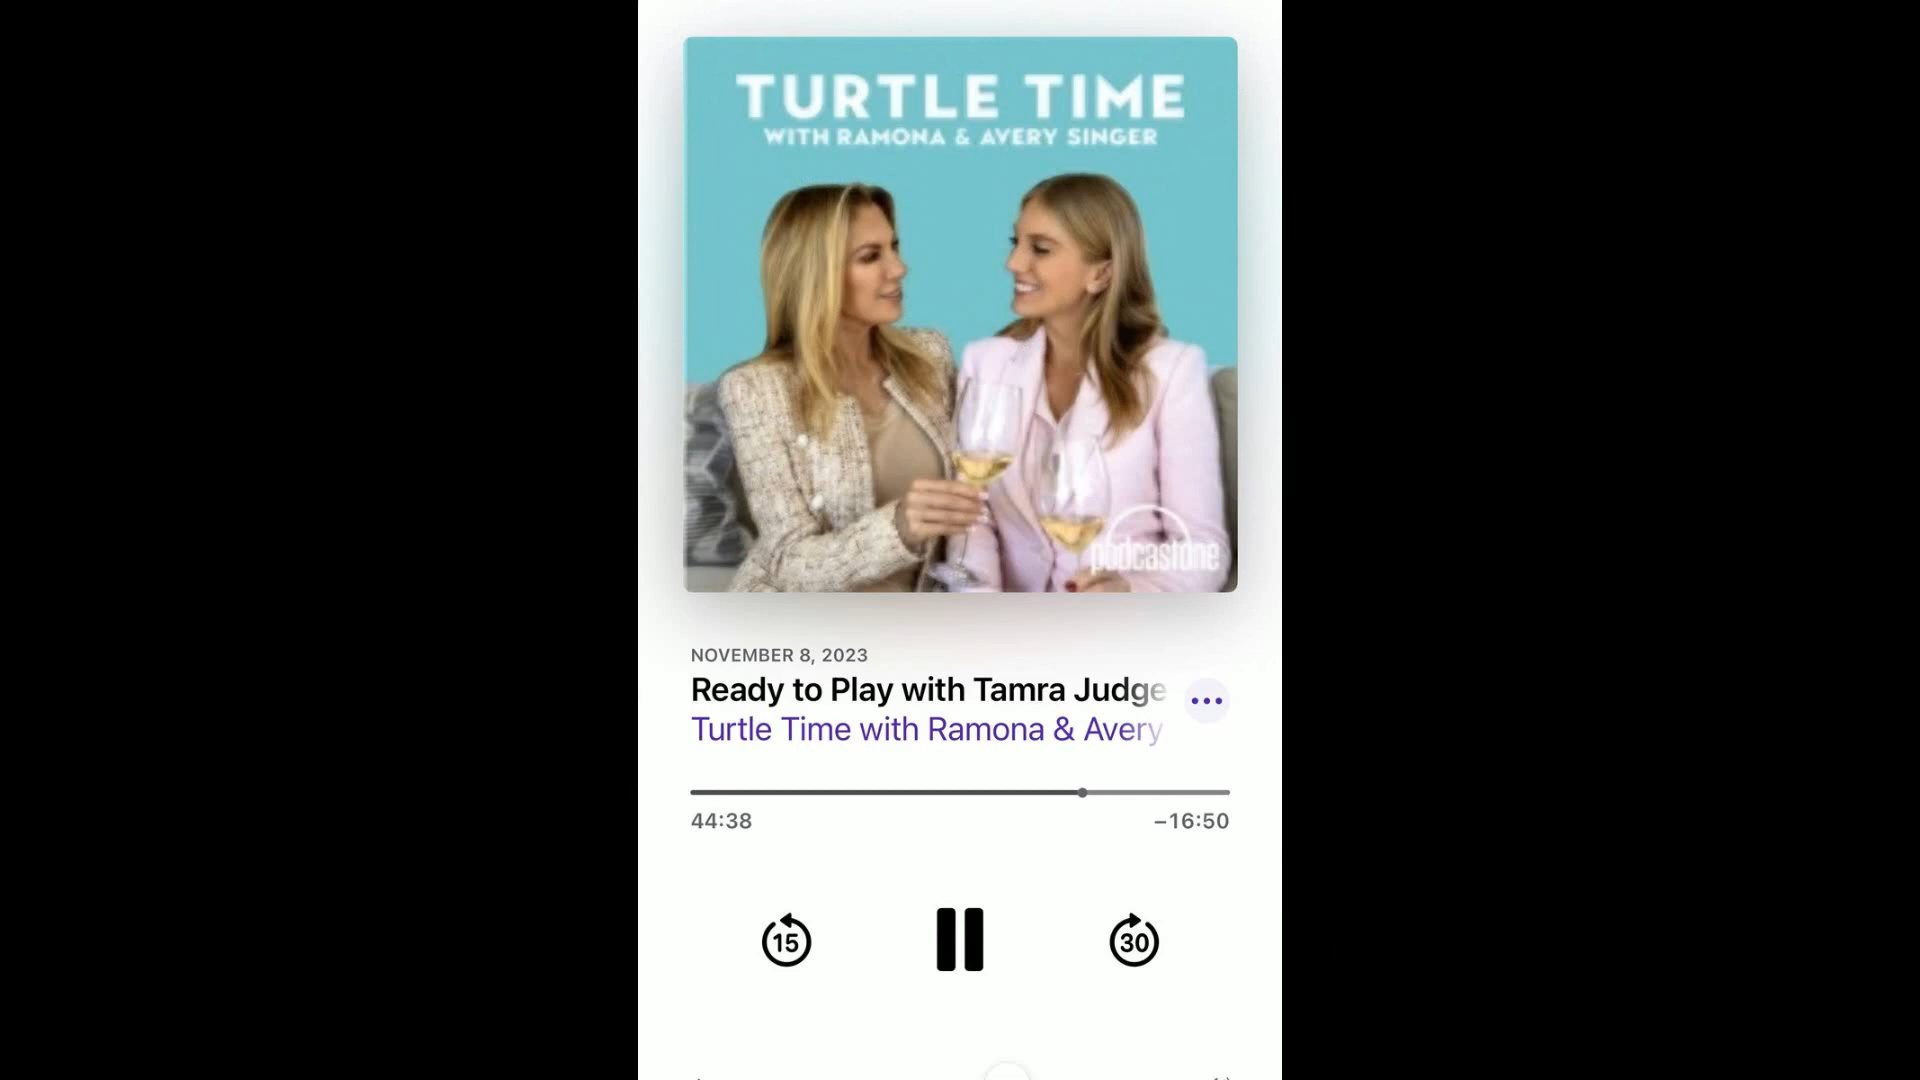 TURTLE TIME
WITH RAMONA & AVERY SINGER
podcastone
NOVEMBER 8, 2023
Ready to Play with Tamra Judge
Turtle Time with Ramona & Avery
44:38
−16:50
15
30